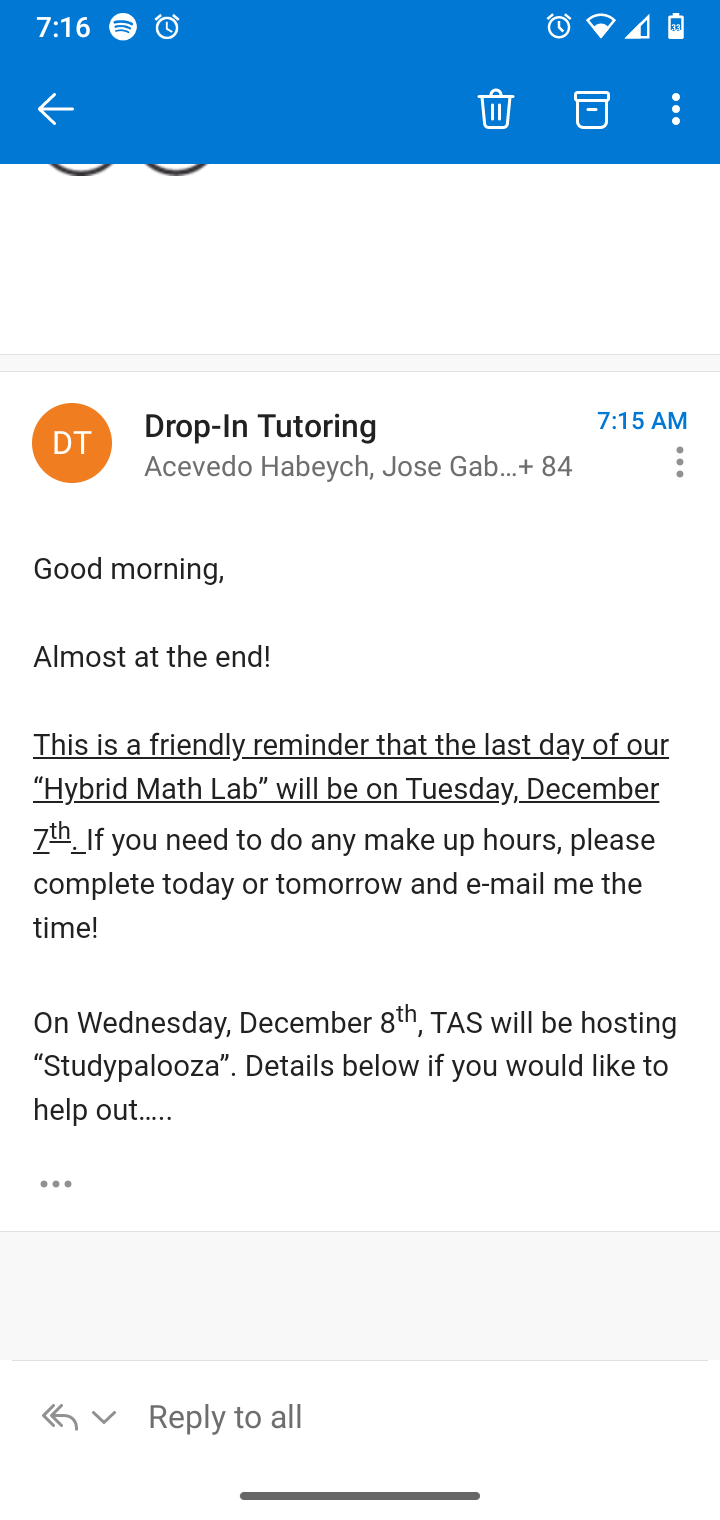 7:16
33
DT
Drop-In Tutoring
7:15 AM
Acevedo Habeych, Jose Gab...+ 84
Good morning,
Almost at the end!
This is a friendly reminder that the last day of our
“Hybrid Math Lab” will be on Tuesday, December
7th. If you need to do any make up hours, please
complete today or tomorrow and e-mail me the
time!
On Wednesday, December 8th, TAS will be hosting
“Studypalooza”. Details below if you would like to
help out.....
Reply to all